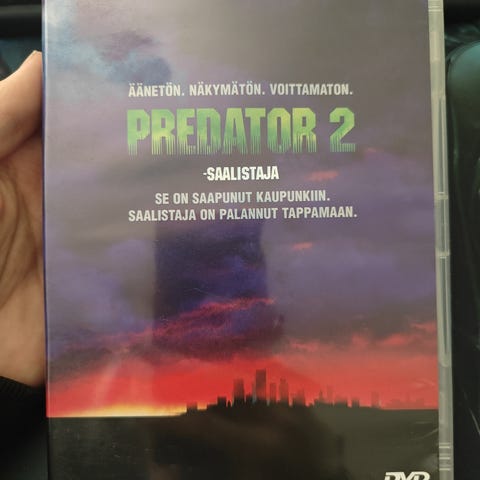 ÄÄNETÖN. NÄKYMÄTÖN. VOITTAMATON.
PREDATOR 2
-SAALISTAJA
SE ON SAAPUNUT KAUPUNKIIN.
SAALISTAJA ON PALANNUT TAPPAMAAN.
DVD